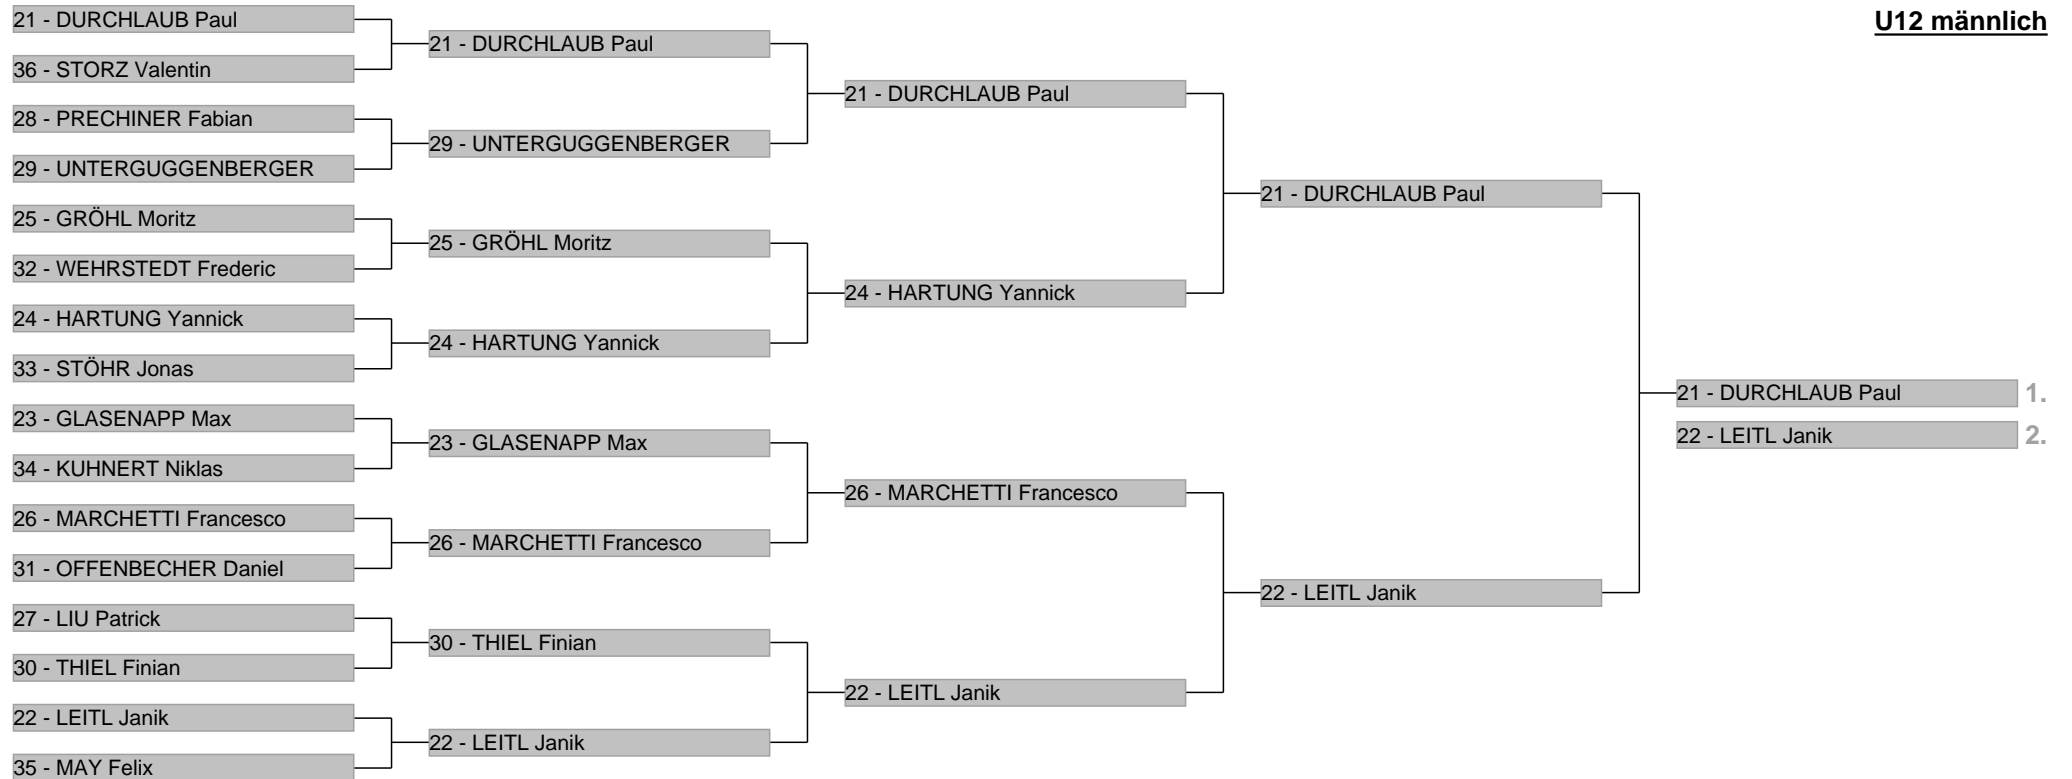 U12 männlich
21 - DURCHLAUB Paul
36 - STORZ Valentin
28 - PRECHINER Fabian
29 - UNTERGUGGENBERGER
25 - GRÖHL Moritz
32 - WEHRSTEDT Frederic
24 - HARTUNG Yannick
33 - STÖHR Jonas
23 - GLASENAPP Max
34 - KUHNERT Niklas
26 - MARCHETTI Francesco
31 - OFFENBECHER Daniel
27 - LIU Patrick
30 - THIEL Finian
22 - LEITL Janik
35 - MAY Felix
21 - DURCHLAUB Paul
29 - UNTERGUGGENBERGER
25 - GRÖHL Moritz
24 - HARTUNG Yannick
23 - GLASENAPP Max
26 - MARCHETTI Francesco
30 - THIEL Finian
22 - LEITL Janik
21 - DURCHLAUB Paul
24 - HARTUNG Yannick
26 - MARCHETTI Francesco
22 - LEITL Janik
21 - DURCHLAUB Paul
22 - LEITL Janik
21 - DURCHLAUB Paul 1.
22 - LEITL Janik 2.